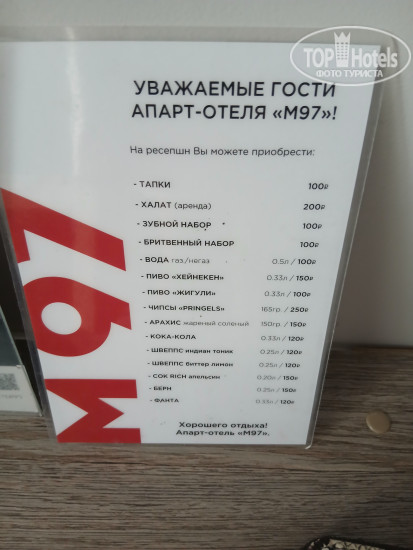 TOP Hotels
ФОТО ТУРИСТА
УВАЖАЕМЫЕ ГОСТИ
АПАРТ-ОТЕЛЯ «М97»!
На ресепшн Вы можете приобрести:
- ТАПКИ 100₽
- ХАЛАТ (аренда) 200₽
- ЗУБНОЙ НАБОР 100₽
- БРИТВЕННЫЙ НАБОР 100₽
- ВОДА газ/негаз 0.5л / 100₽
- ПИВО «ХЕЙНЕКЕН» 0.33л / 150₽
- ПИВО «ЖИГУЛИ» 0.33л / 100₽
- ЧИПСЫ «PRINGELS» 165гр. / 250₽
- АРАХИС жареный соленый 150гр. / 150₽
- КОКА-КОЛА 0.33л / 120₽
- ШВЕППС индиан тоник 0.25л / 120₽
- ШВЕППС биттер лимон 0.25л / 120₽
- СОК RICH апельсин 0.20л / 150₽
- БЕРН 0.25л / 150₽
- ФАНТА 0.33л / 120₽
Хорошего отдыха!
Апарт-отель «М97».
М97